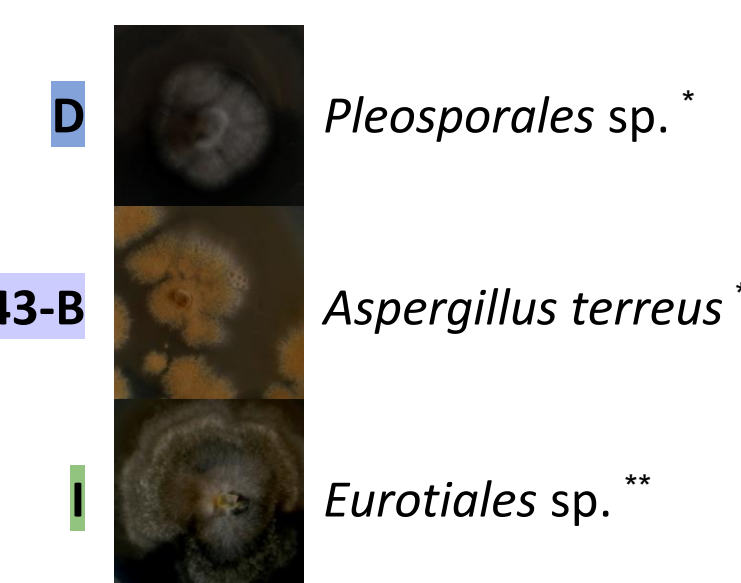 D Pleosporales sp. *
43-B Aspergillus terreus *
I Eurotiales sp. **